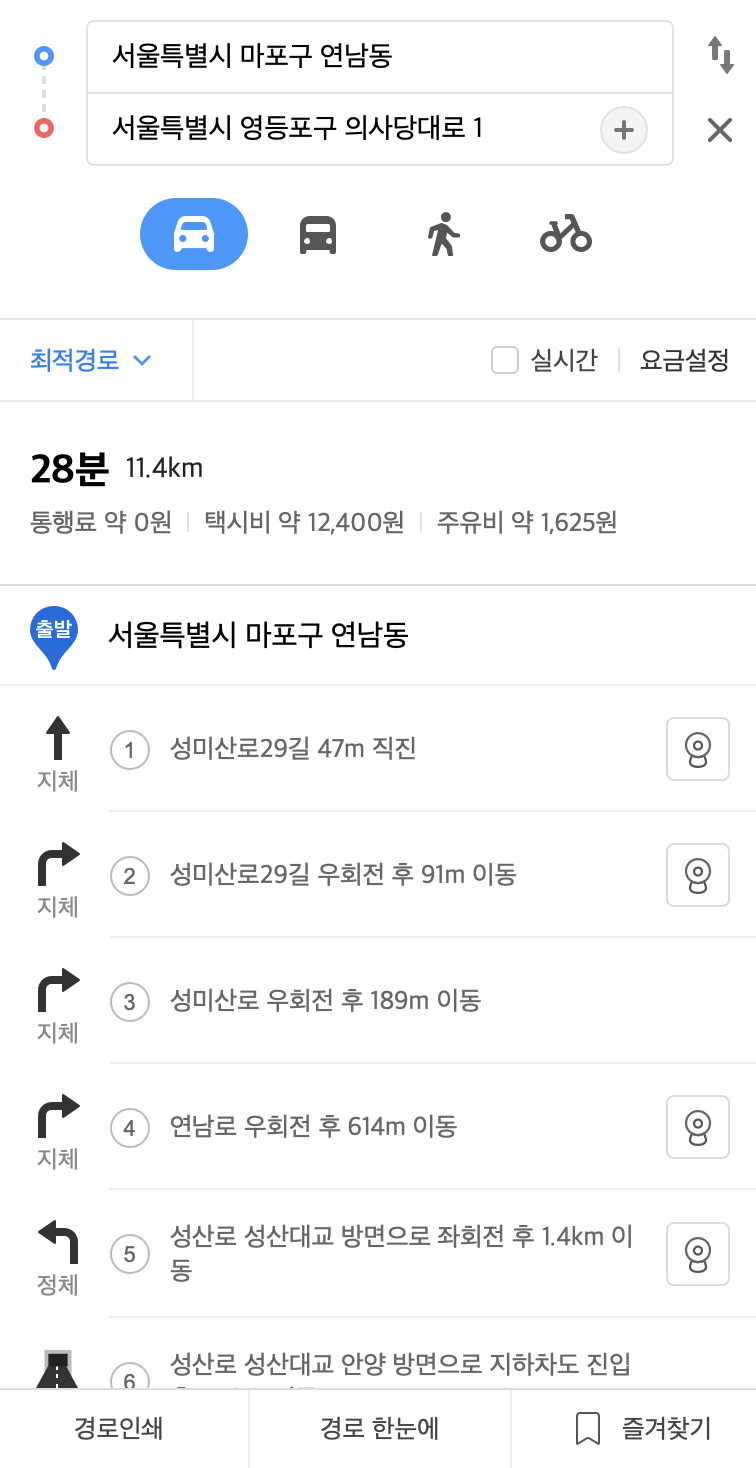 서울특별시 마포구 연남동
서울특별시 영등포구 의사당대로 1
최적경로
실시간
요금설정
28분 11.4km
통행료 약 0원 택시비 약 12,400원 주유비 약 1,625원
출발
서울특별시 마포구 연남동
1 성미산로29길 47m 직진
지체
2 성미산로29길 우회전 후 91m 이동
지체
3 성미산로 우회전 후 189m 이동
지체
4 연남로 우회전 후 614m 이동
지체
5 성산로 성산대교 방면으로 좌회전 후 1.4km 이
동
정체
6 성산로 성산대교 안양 방면으로 지하차도 진입
경로인쇄
경로 한눈에
즐겨찾기